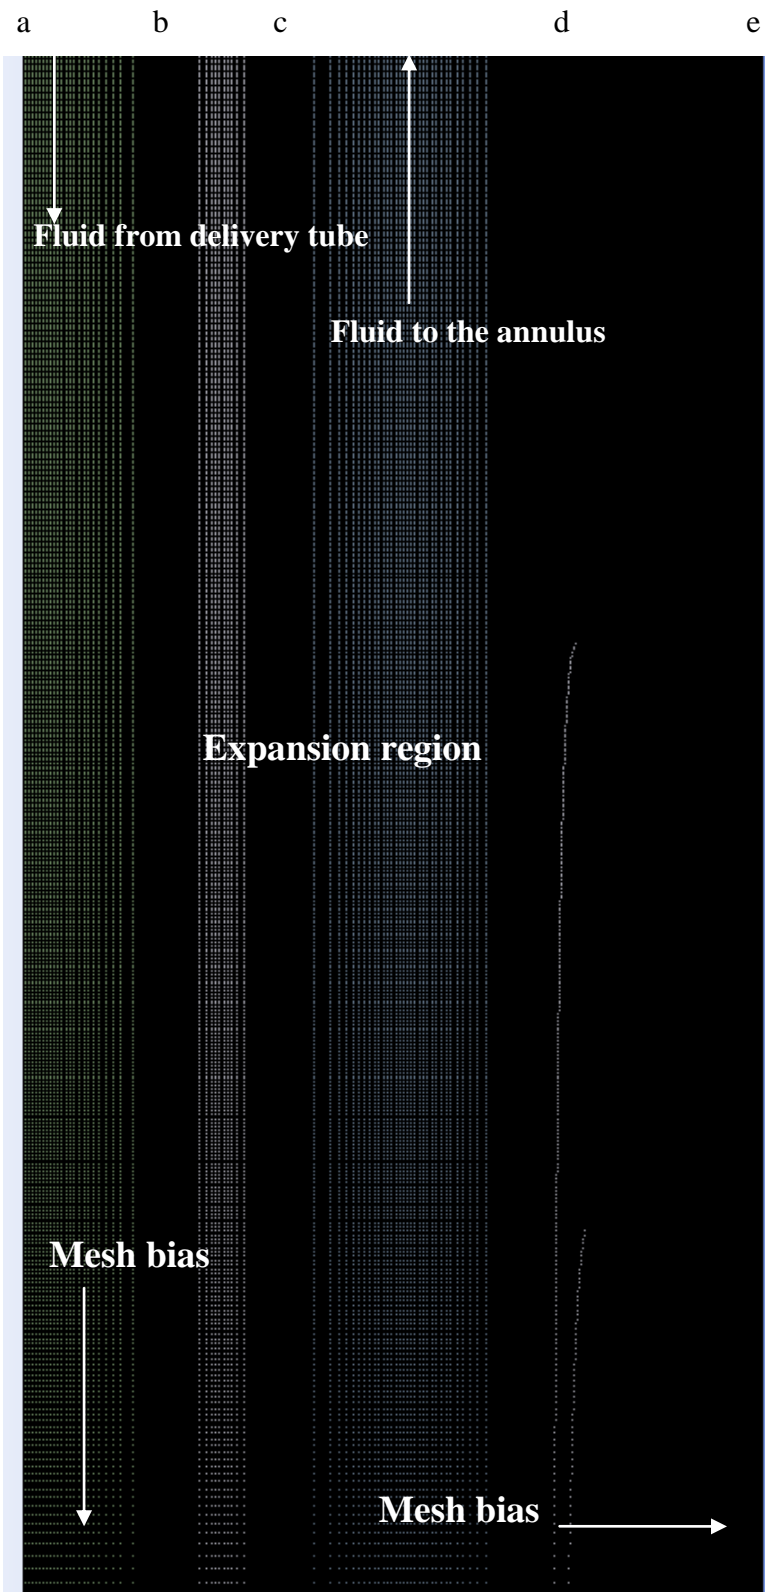 a b c d e
Fluid from delivery tube
Fluid to the annulus
Expansion region
Mesh bias
Mesh bias